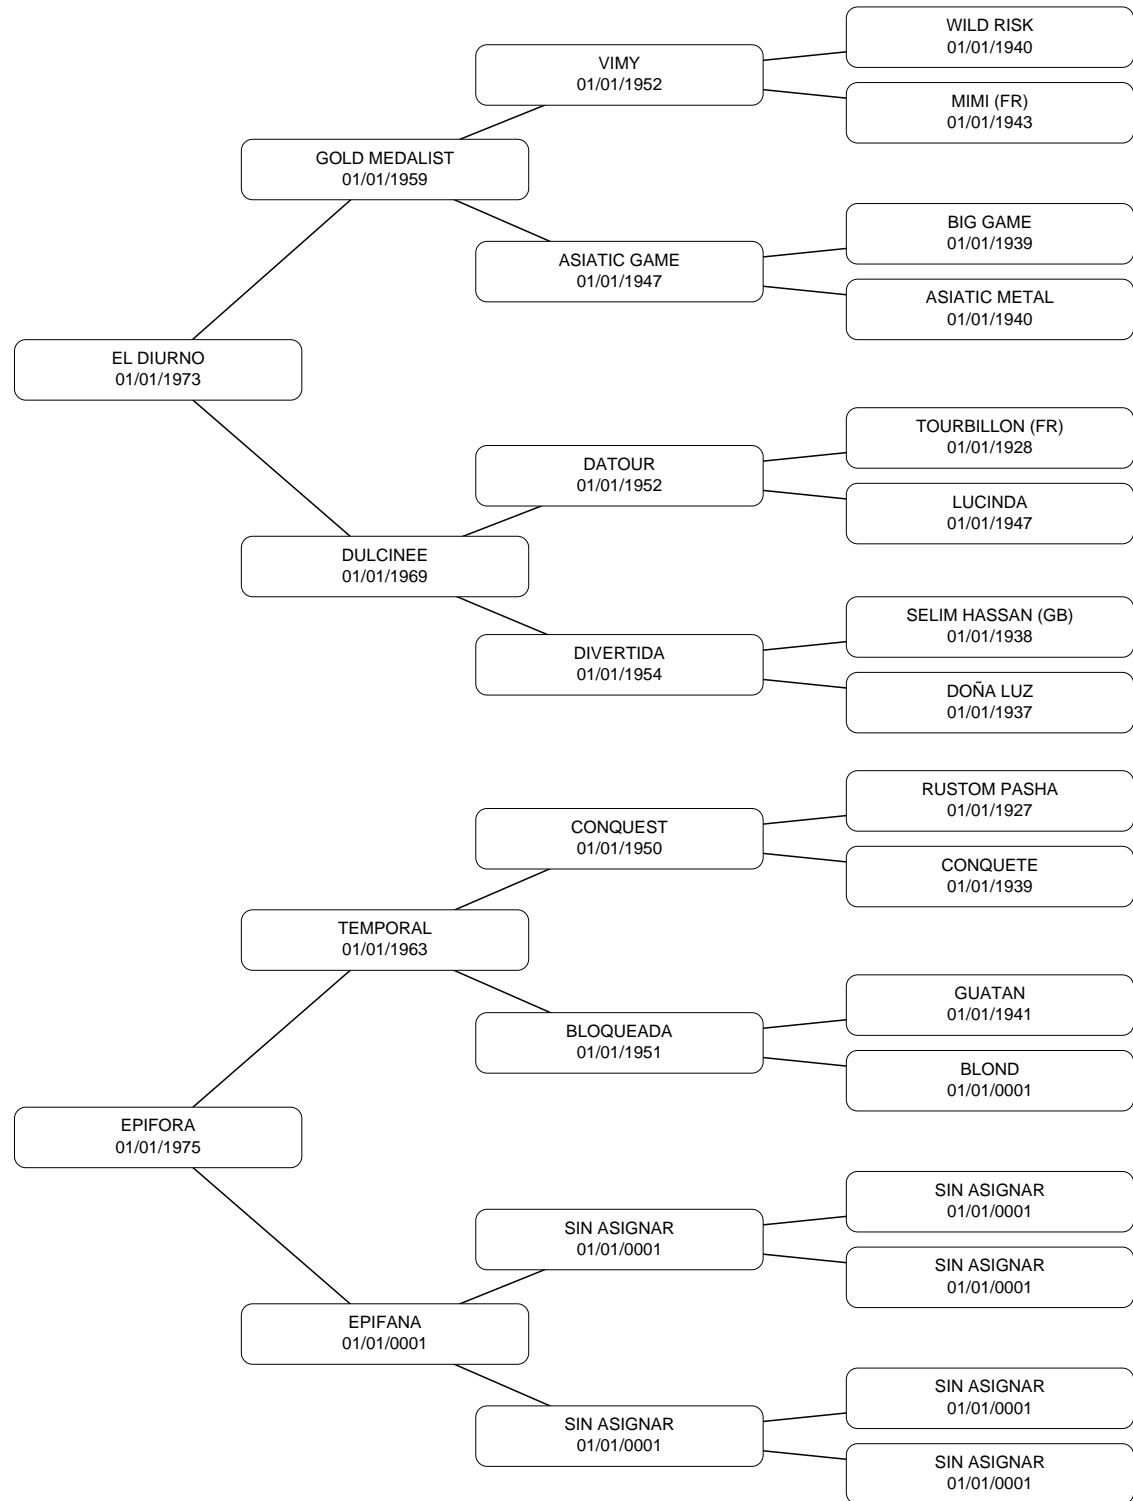 WILD RISK
01/01/1940
VIMY
01/01/1952
MIMI (FR)
01/01/1943
GOLD MEDALIST
01/01/1959
BIG GAME
01/01/1939
ASIATIC GAME
01/01/1947
ASIATIC METAL
01/01/1940
EL DIURNO
01/01/1973
TOURBILLON (FR)
01/01/1928
DATOUR
01/01/1952
LUCINDA
01/01/1947
DULCINEE
01/01/1969
SELIM HASSAN (GB)
01/01/1938
DIVERTIDA
01/01/1954
DOÑA LUZ
01/01/1937
RUSTOM PASHA
01/01/1927
CONQUEST
01/01/1950
CONQUETE
01/01/1939
TEMPORAL
01/01/1963
GUATAN
01/01/1941
BLOQUEADA
01/01/1951
BLOND
01/01/0001
EPIFORA
01/01/1975
SIN ASIGNAR
01/01/0001
SIN ASIGNAR
01/01/0001
SIN ASIGNAR
01/01/0001
EPIFANA
01/01/0001
SIN ASIGNAR
01/01/0001
SIN ASIGNAR
01/01/0001
SIN ASIGNAR
01/01/0001